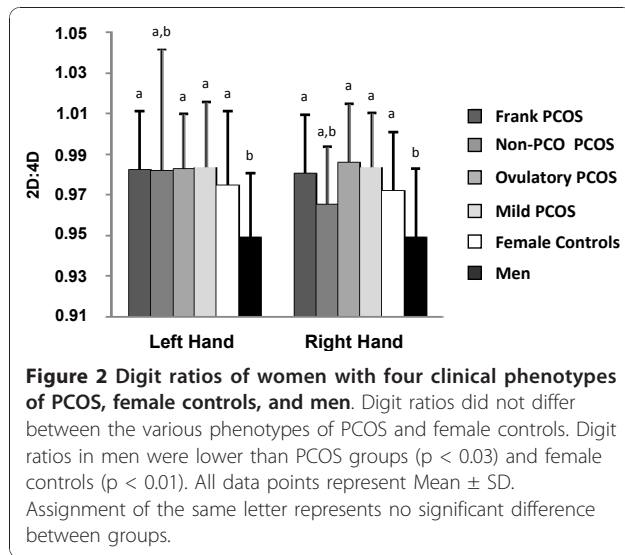 1.05
1.03
1.01
0.99
0.97
0.95
0.93
0.91
2D:4D
a
a,b
a
a
a
b
a
a,b
a
a
a
b
Left Hand
Right Hand
Frank PCOS
Non-PCO PCOS
Ovulatory PCOS
Mild PCOS
Female Controls
Men
Figure 2 Digit ratios of women with four clinical phenotypes
of PCOS, female controls, and men. Digit ratios did not differ
between the various phenotypes of PCOS and female controls. Digit
ratios in men were lower than PCOS groups (p < 0.03) and female
controls (p < 0.01). All data points represent Mean ± SD.
Assignment of the same letter represents no significant difference
between groups.